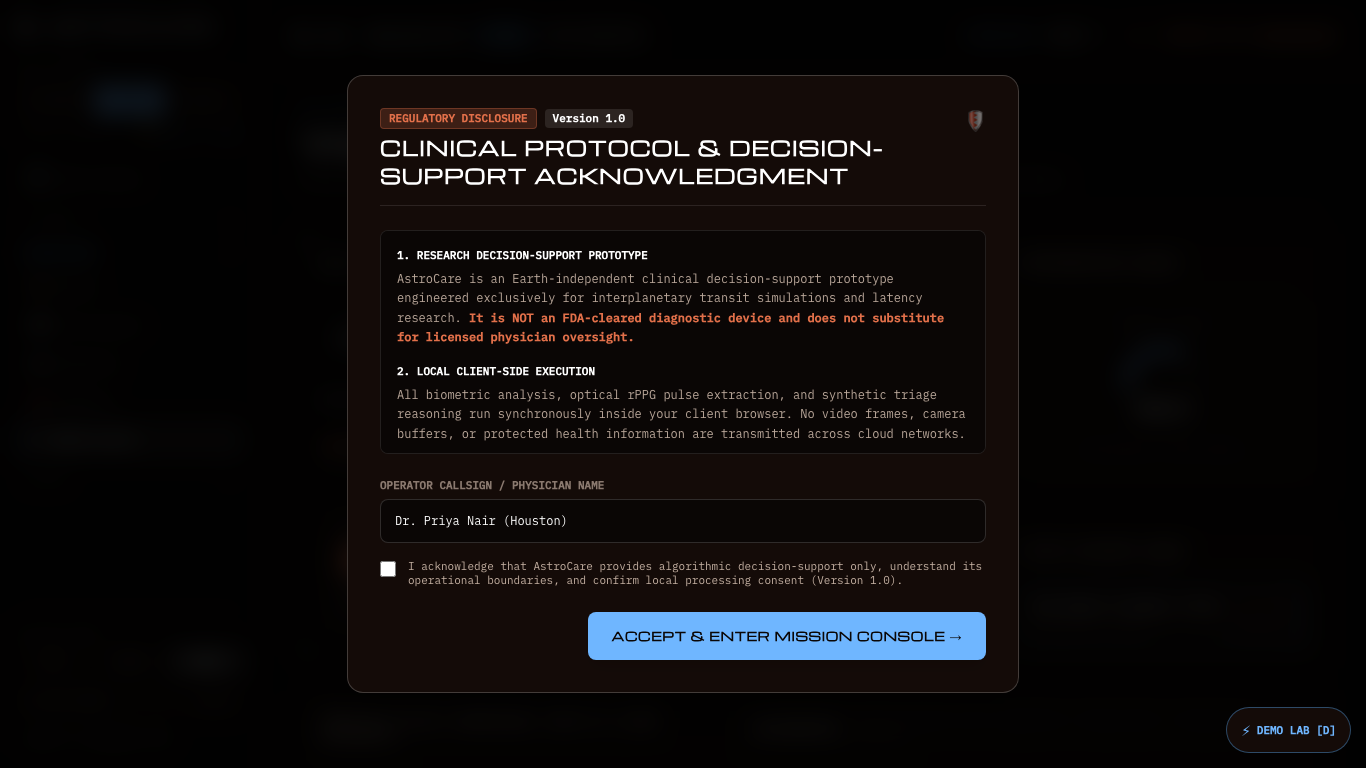 REGULATORY DISCLOSURE Version 1.0
CLINICAL PROTOCOL & DECISION-
SUPPORT ACKNOWLEDGMENT
1. RESEARCH DECISION-SUPPORT PROTOTYPE
AstroCare is an Earth-independent clinical decision-support prototype
engineered exclusively for interplanetary transit simulations and latency
research. It is NOT an FDA-cleared diagnostic device and does not substitute
for licensed physician oversight.
2. LOCAL CLIENT-SIDE EXECUTION
All biometric analysis, optical rPPG pulse extraction, and synthetic triage
reasoning run synchronously inside your client browser. No video frames, camera
buffers, or protected health information are transmitted across cloud networks.
OPERATOR CALLSIGN / PHYSICIAN NAME
Dr. Priya Nair (Houston)
I acknowledge that AstroCare provides algorithmic decision-support only, understand its
operational boundaries, and confirm local processing consent (Version 1.0).
ACCEPT & ENTER MISSION CONSOLE →
⚡ DEMO LAB [D]